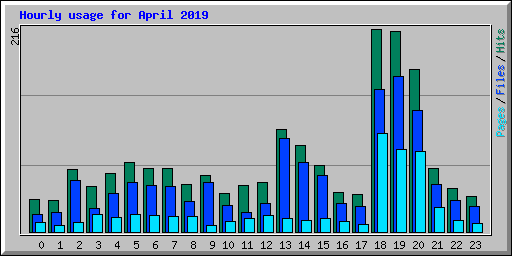 Hourly usage for April 2019
216
Pages / Files / Hits
0 1 2 3 4 5 6 7 8 9 10 11 12 13 14 15 16 17 18 19 20 21 22 23